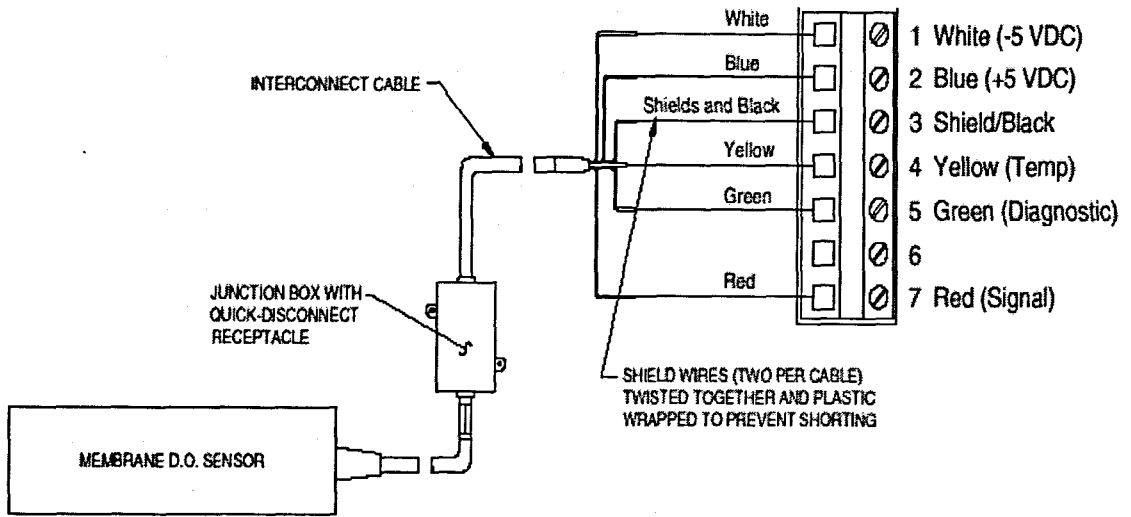 White
1 White (-5 VDC)
Blue
2 Blue (+5 VDC)
INTERCONNECT CABLE
Shields and Black
3 Shield/Black
Yellow
4 Yellow (Temp)
Green
5 Green (Diagnostic)
6
Red
7 Red (Signal)
JUNCTION BOX WITH
QUICK-DISCONNECT
RECEPTACLE
SHIELD WIRES (TWO PER CABLE)
TWISTED TOGETHER AND PLASTIC
WRAPPED TO PREVENT SHORTING
MEMBRANE D.O. SENSOR